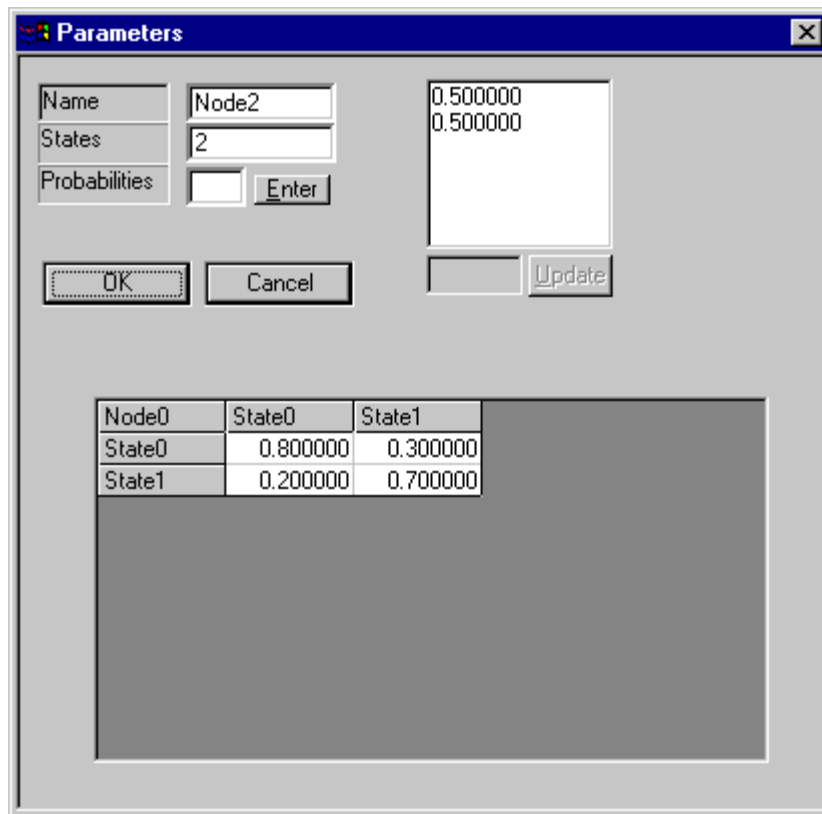 Parameters
Name Node2
States 2
Probabilities Enter
0.500000
0.500000
OK Cancel
Update
Node0 State0 State1
State0 0.800000 0.300000
State1 0.200000 0.700000